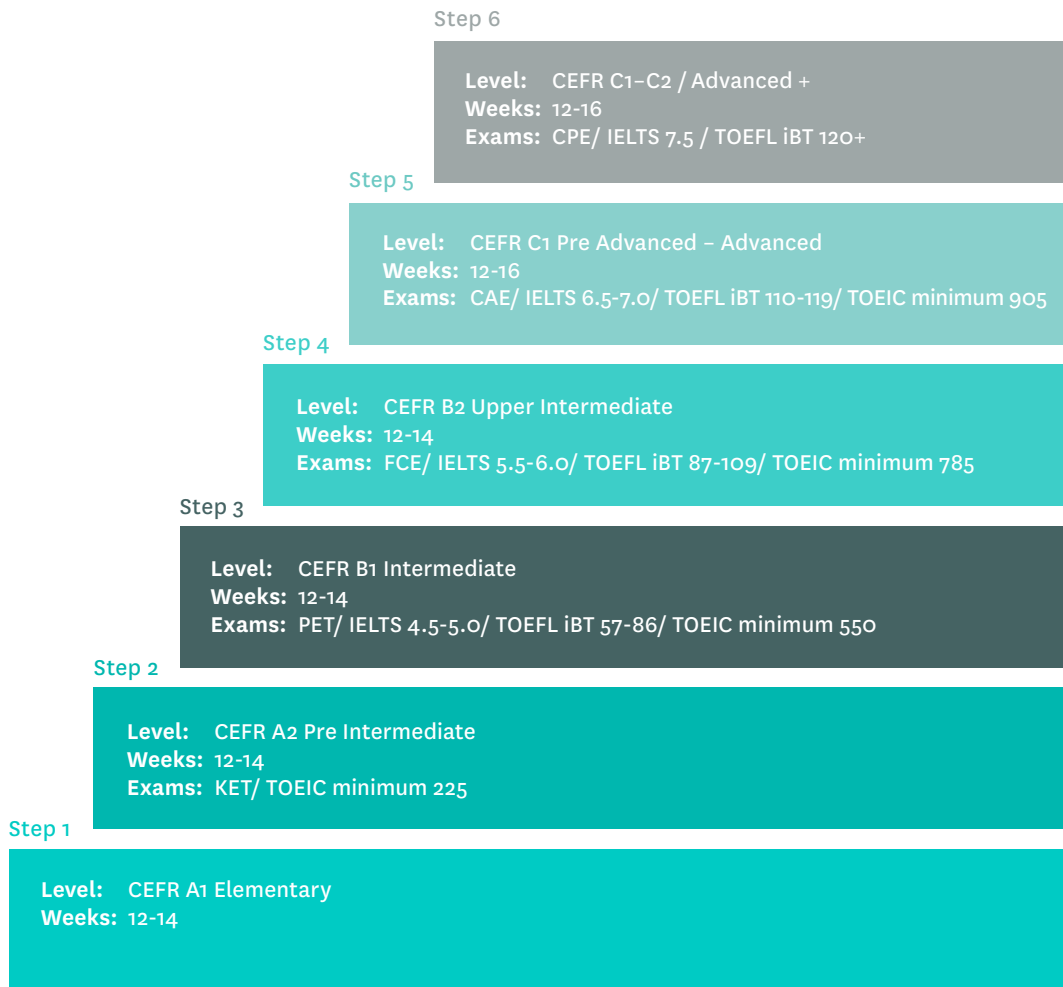 Step 6
Level: CEFR C1–C2 / Advanced +
Weeks: 12-16
Exams: CPE/ IELTS 7.5 / TOEFL iBT 120+
Step 5
Level: CEFR C1 Pre Advanced – Advanced
Weeks: 12-16
Exams: CAE/ IELTS 6.5-7.0/ TOEFL iBT 110-119/ TOEIC minimum 905
Step 4
Level: CEFR B2 Upper Intermediate
Weeks: 12-14
Exams: FCE/ IELTS 5.5-6.0/ TOEFL iBT 87-109/ TOEIC minimum 785
Step 3
Level: CEFR B1 Intermediate
Weeks: 12-14
Exams: PET/ IELTS 4.5-5.0/ TOEFL iBT 57-86/ TOEIC minimum 550
Step 2
Level: CEFR A2 Pre Intermediate
Weeks: 12-14
Exams: KET/ TOEIC minimum 225
Step 1
Level: CEFR A1 Elementary
Weeks: 12-14